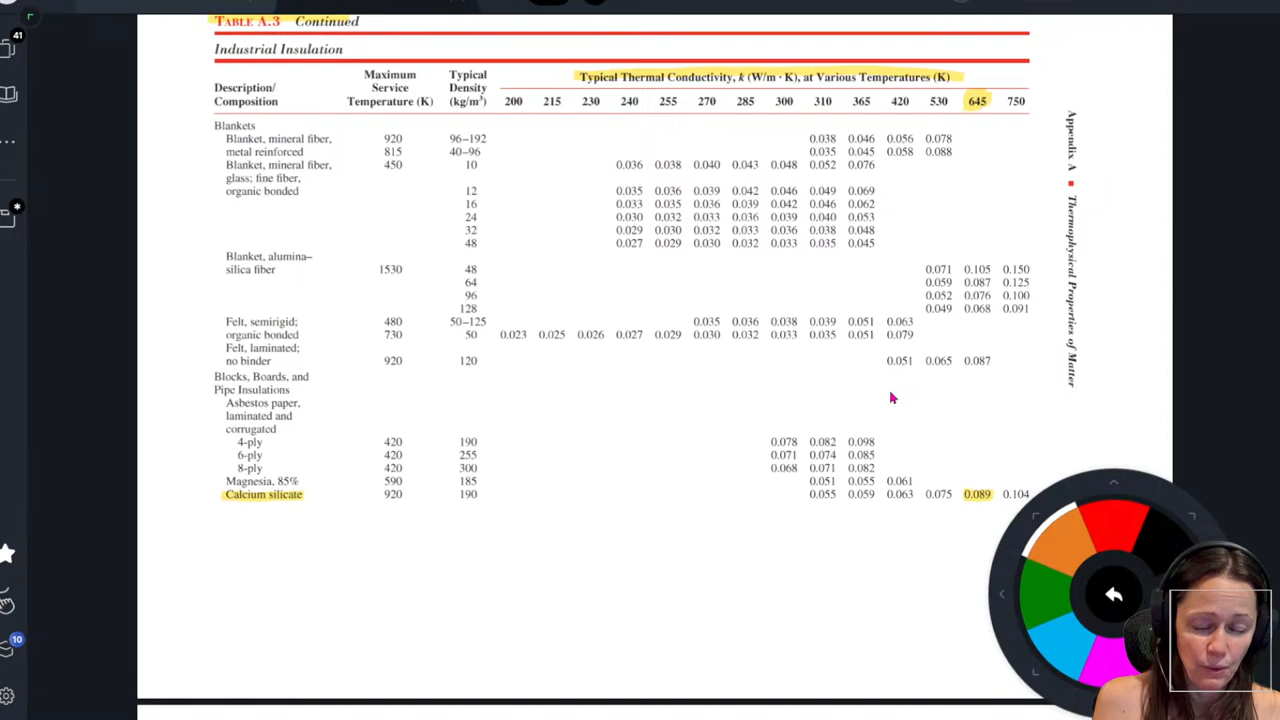 TABLE A.3 Continued
Industrial Insulation
Description/ Composition
Maximum Service Temperature (K)
Typical Density (kg/m³)
Typical Thermal Conductivity, k (W/m · K), at Various Temperatures (K)
200 215 230 240 255 270 285 300 310 365 420 530 645 750
Blankets
Blanket, mineral fiber, 920 96–192 0.038 0.046 0.056 0.078
metal reinforced 815 40–96 0.035 0.045 0.058 0.088
Blanket, mineral fiber, 450 10 0.036 0.038 0.040 0.043 0.048 0.052 0.076
glass; fine fiber,
organic bonded 12 0.035 0.036 0.039 0.042 0.046 0.049 0.069
16 0.033 0.035 0.036 0.039 0.042 0.046 0.062
24 0.030 0.032 0.033 0.036 0.039 0.040 0.053
32 0.029 0.030 0.032 0.033 0.036 0.038 0.048
48 0.027 0.029 0.030 0.032 0.033 0.035 0.045
Blanket, alumina–
silica fiber 1530 48 0.071 0.105 0.150
64 0.059 0.087 0.125
96 0.052 0.076 0.100
128 0.049 0.068 0.091
Felt, semirigid; 480 50–125 0.035 0.036 0.038 0.039 0.051 0.063
organic bonded 730 50 0.023 0.025 0.026 0.027 0.029 0.030 0.032 0.033 0.035 0.051 0.079
Felt, laminated;
no binder 920 120 0.051 0.065 0.087
Blocks, Boards, and
Pipe Insulations
Asbestos paper,
laminated and
corrugated
4-ply 420 190 0.078 0.082 0.098
6-ply 420 255 0.071 0.074 0.085
8-ply 420 300 0.068 0.071 0.082
Magnesia, 85% 590 185 0.051 0.055 0.061
Calcium silicate 920 190 0.055 0.059 0.063 0.075 0.089 0.104
Appendix A ■ Thermophysical Properties of Matter
41
10